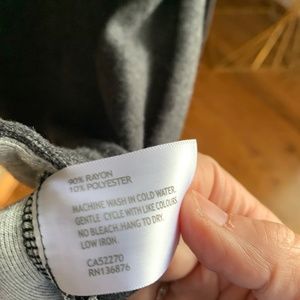 90% RAYON
10% POLYESTER
MACHINE WASH IN COLD WATER,
GENTLE CYCLE WITH LIKE COLOURS
NO BLEACH. HANG TO DRY.
LOW IRON.
CA52270
RN136876